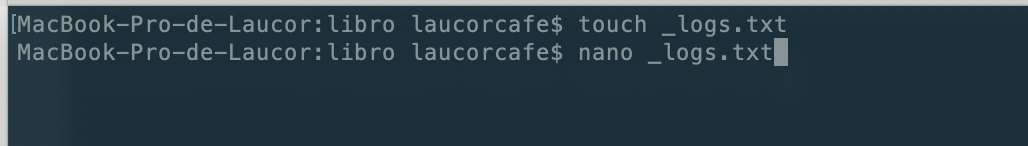 [MacBook-Pro-de-Laucor:libro laucorcafe$ touch _logs.txt
MacBook-Pro-de-Laucor:libro laucorcafe$ nano _logs.txt